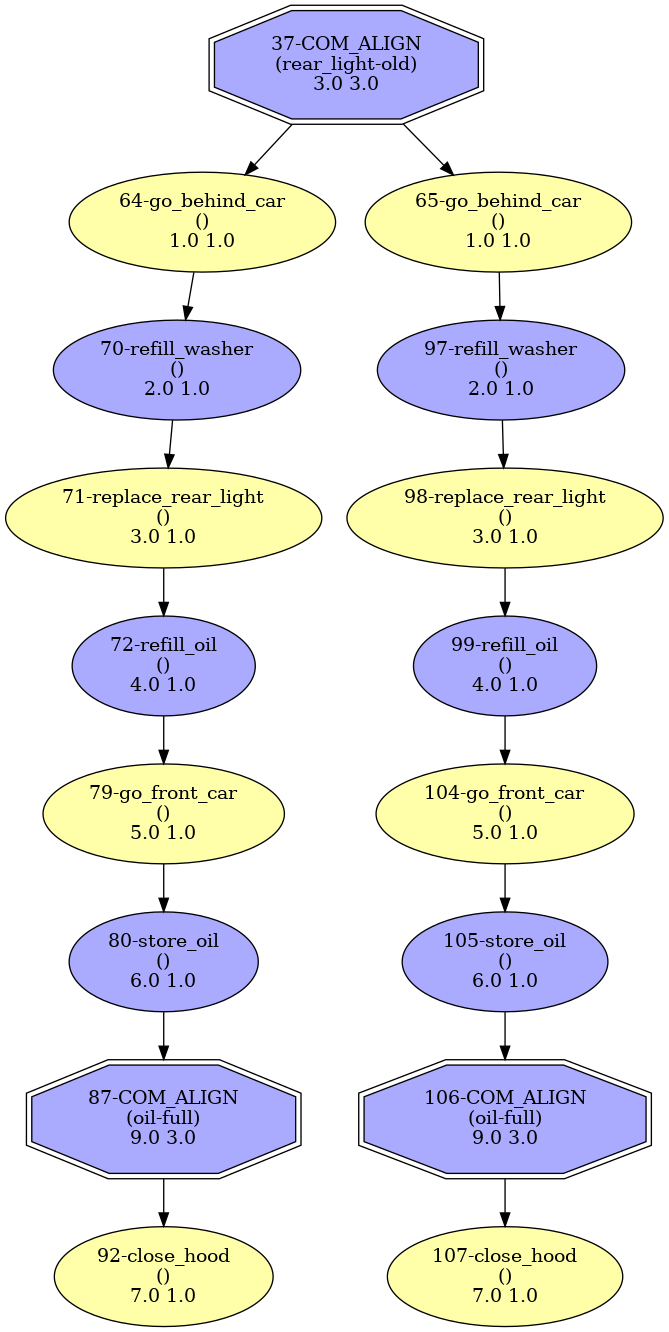 37-COM_ALIGN
(rear_light-old)
3.0 3.0
64-go_behind_car
()
1.0 1.0
65-go_behind_car
()
1.0 1.0
70-refill_washer
()
2.0 1.0
97-refill_washer
()
2.0 1.0
71-replace_rear_light
()
3.0 1.0
98-replace_rear_light
()
3.0 1.0
72-refill_oil
()
4.0 1.0
99-refill_oil
()
4.0 1.0
79-go_front_car
()
5.0 1.0
104-go_front_car
()
5.0 1.0
80-store_oil
()
6.0 1.0
105-store_oil
()
6.0 1.0
87-COM_ALIGN
(oil-full)
9.0 3.0
106-COM_ALIGN
(oil-full)
9.0 3.0
92-close_hood
()
7.0 1.0
107-close_hood
()
7.0 1.0